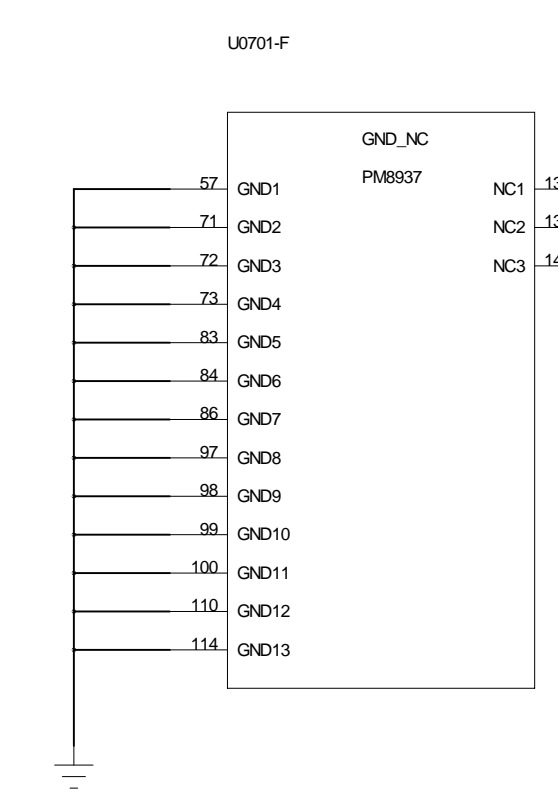 U0701-F
GND_NC
PM8937
57 GND1 NC1
71 GND2 NC2
72 GND3 NC3
73 GND4
83 GND5
84 GND6
86 GND7
97 GND8
98 GND9
99 GND10
100 GND11
110 GND12
114 GND13